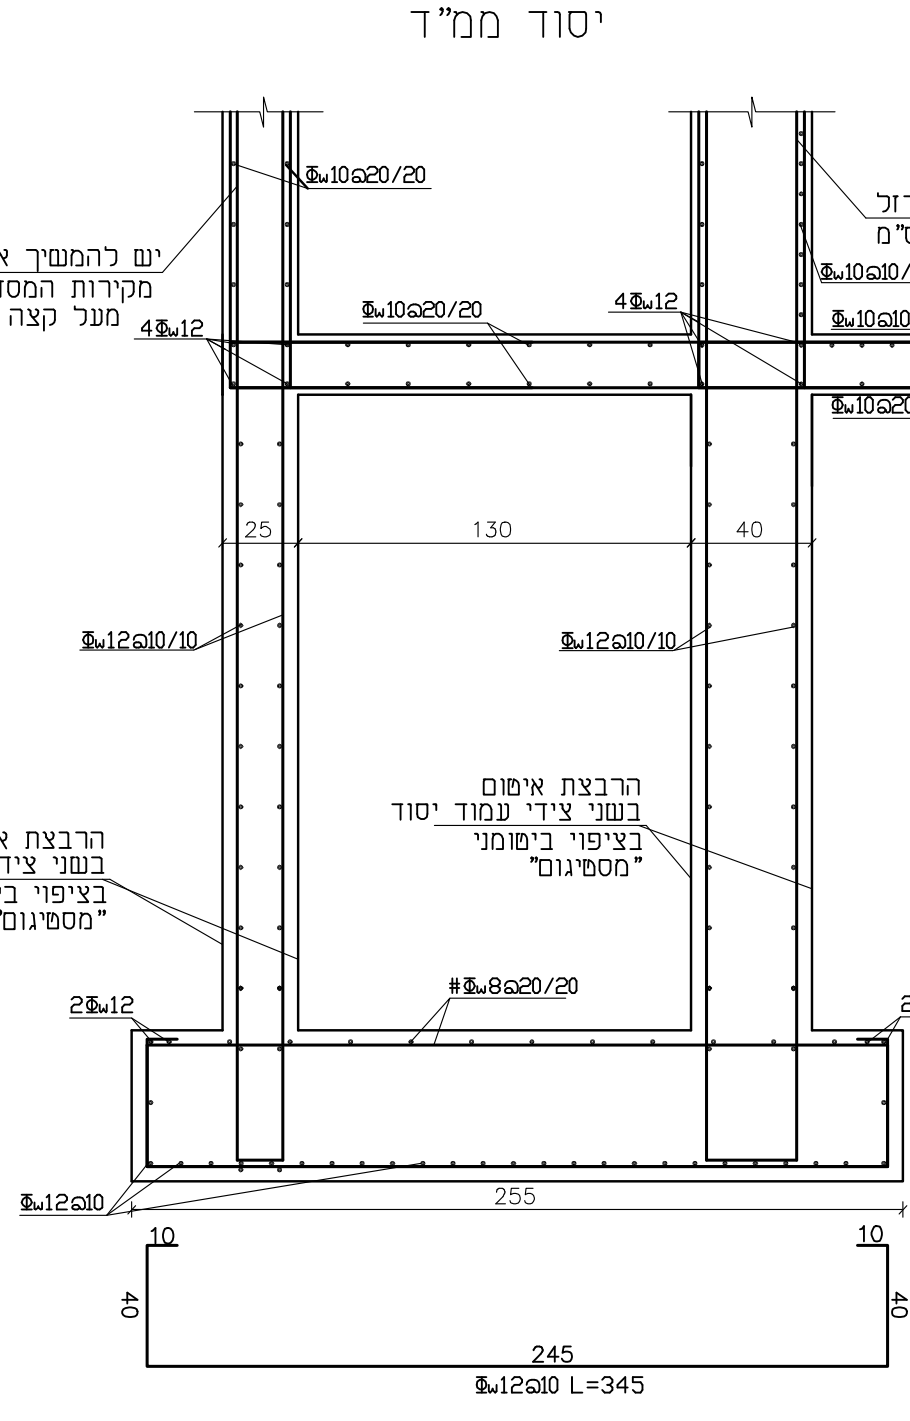 יסוד ממ"ד
Φw10@20/20
יש להמשיך
מקירות המסד
מעל קצה
4Φw12
Φw10@20/20
4Φw12
ס"מ
Φw10@10/
Φw10@10
Φw10@20
25
130
40
Φw12@10/10
Φw12@10/10
הרבצת איטום
בשני צידי עמוד יסוד
בציפוי ביטומני
"מסטיגום"
הרבצת
בשני ציד
בציפוי
"מסטיגום"
#Φw8@20/20
2Φw12
2
Φw12@10
255
10
10
40
40
245
Φw12@10 L=345